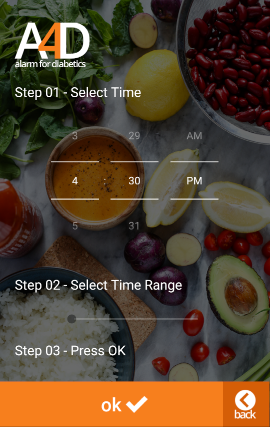 A4D
alarm for diabetics
Step 01 - Select Time
3 29 AM
4 : 30 PM
5 31
Step 02 - Select Time Range
Step 03 - Press OK
ok
back